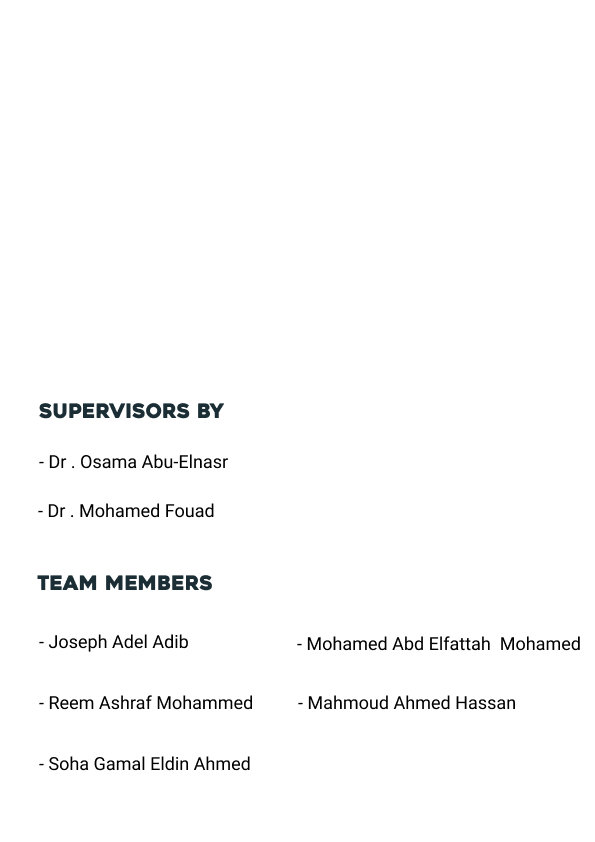 SUPERVISORS BY
- Dr . Osama Abu-Elnasr
- Dr . Mohamed Fouad
TEAM MEMBERS
- Joseph Adel Adib
- Mohamed Abd Elfattah  Mohamed
- Reem Ashraf Mohammed
- Mahmoud Ahmed Hassan
- Soha Gamal Eldin Ahmed